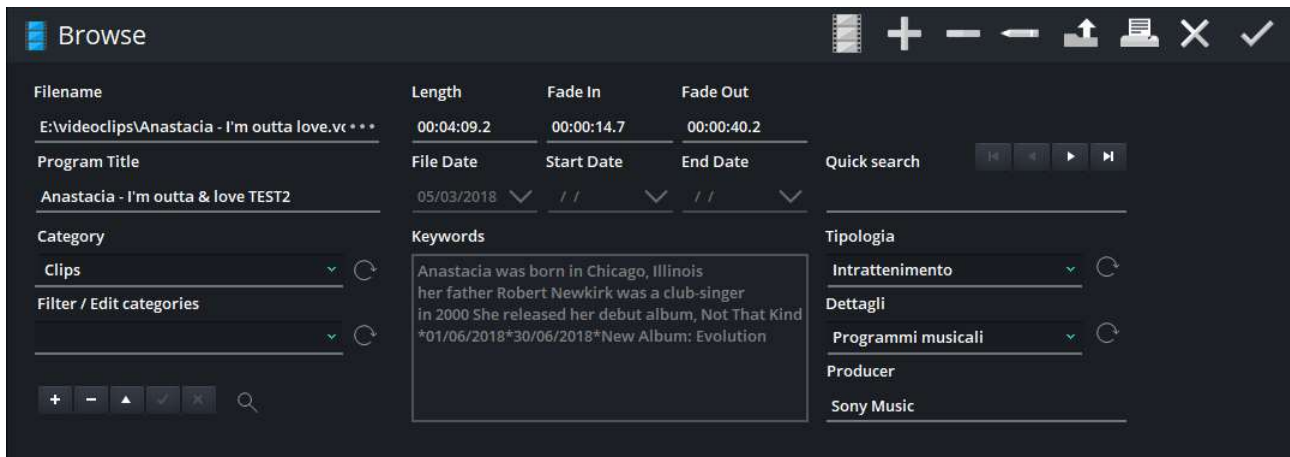 Browse
Filename
Length
Fade In
Fade Out
E:\videoclips\Anastacia - I'm outta love.vc
00:04:09.2
00:00:14.7
00:00:40.2
Program Title
File Date
Start Date
End Date
Quick search
Anastacia - I'm outta & love TEST2
05/03/2018
/ /
/ /
Category
Keywords
Tipologia
Clips
Anastacia was born in Chicago, Illinois
her father Robert Newkirk was a club-singer
in 2000 She released her debut album, Not That Kind
*01/06/2018*30/06/2018*New Album: Evolution
Intrattenimento
Filter / Edit categories
Dettagli
Programmi musicali
Producer
Sony Music